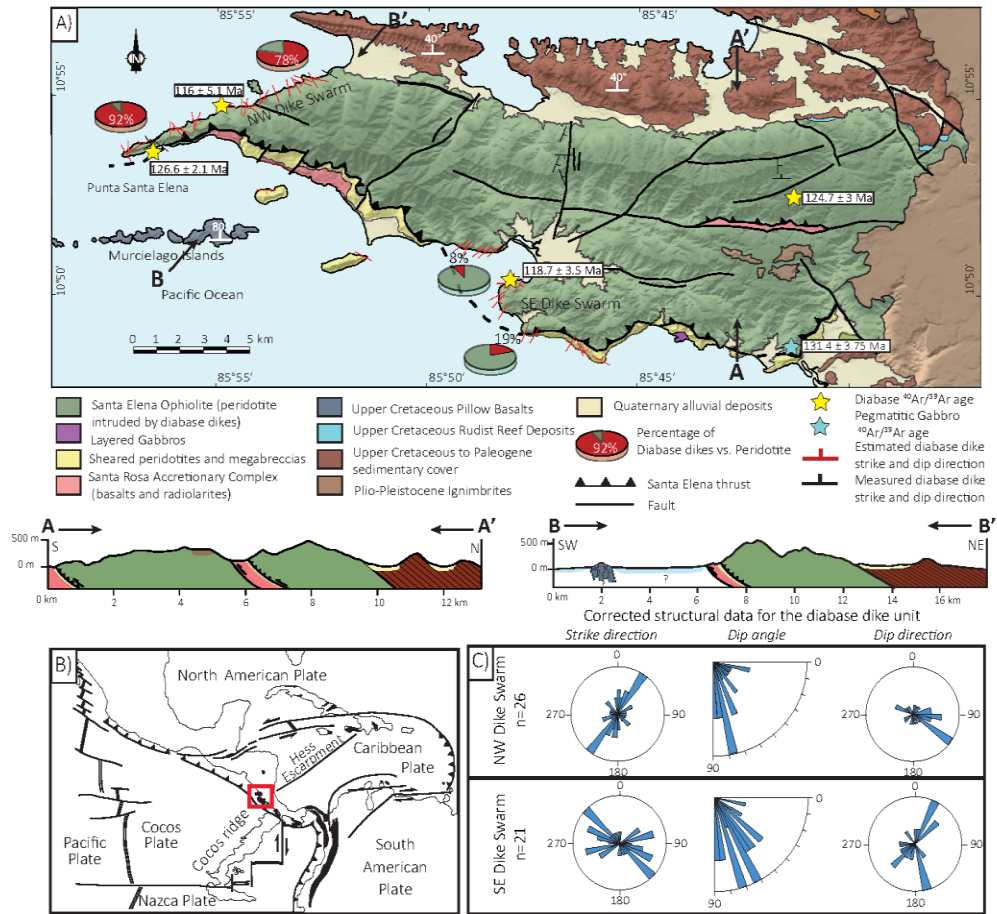 A)
85°55'
85°45'
B'
A'
N
40°
40°
78%
10°55'
10°55'
116 ± 5.1 Ma
NW Dike Swarm
92%
126.6 ± 2.1 Ma
Punta Santa Elena
124.7 ± 3 Ma
80
Murcielago Islands
B
Pacific Ocean
8%
118.7 ± 3.5 Ma
10°50'
10°50'
SE Dike Swarm
19%
131.4 ± 3.75 Ma
0 1 2 3 4 5 km
A
85°55'
85°50'
85°45'
Santa Elena Ophiolite (peridotite
intruded by diabase dikes)
Layered Gabbros
Sheared peridotites and megabreccias
Santa Rosa Accretionary Complex
(basalts and radiolarites)
Upper Cretaceous Pillow Basalts
Upper Cretaceous Rudist Reef Deposits
Upper Cretaceous to Paleogene
sedimentary cover
Plio-Pleistocene Ignimbrites
Quaternary alluvial deposits
92%
Percentage of
Diabase dikes vs. Peridotite
Santa Elena thrust
Fault
Diabase ⁴⁰Ar/³⁹Ar age
Pegmatitic Gabbro
⁴⁰Ar/³⁹Ar age
Estimated diabase dike
strike and dip direction
Measured diabase dike
strike and dip direction
A A'
500 m S N
0 m
0 km 2 4 6 8 10 12 km
B B'
500 m SW NE
0 m
?
?
0 km 2 4 6 8 10 12 14 16 km
Corrected structural data for the diabase dike unit
B)
North American Plate
Hess
Escarpment
Caribbean
Plate
Cocos ridge
Pacific
Plate
Cocos
Plate
South
American
Plate
Nazca Plate
C)
Strike direction Dip angle Dip direction
NW Dike Swarm
n=26
0
270 90
180
0
90
0
270 90
180
SE Dike Swarm
n=21
0
270 90
180
0
90
0
270 90
180